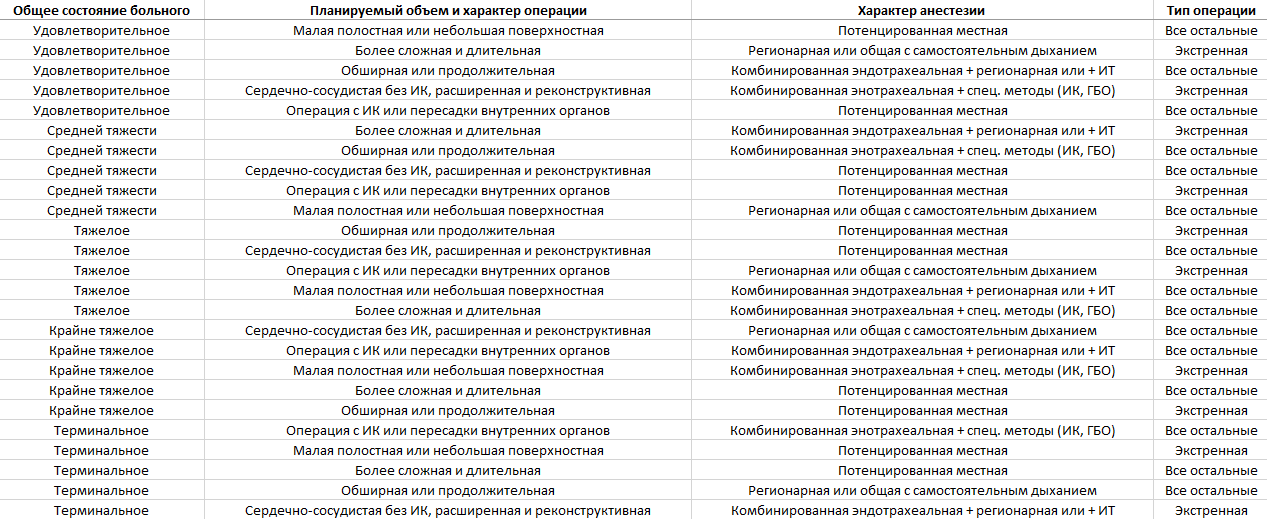 Общее состояние больного Планируемый объем и характер операции Характер анестезии Тип операции
Удовлетворительное Малая полостная или небольшая поверхностная Потенцированная местная Все остальные
Удовлетворительное Более сложная и длительная Регионарная или общая с самостоятельным дыханием Экстренная
Удовлетворительное Обширная или продолжительная Комбинированная эндотрахеальная + регионарная или + ИТ Все остальные
Удовлетворительное Сердечно-сосудистая без ИК, расширенная и реконструктивная Комбинированная энотрахеальная + спец. методы (ИК, ГБО) Экстренная
Удовлетворительное Операция с ИК или пересадки внутренних органов Потенцированная местная Все остальные
Средней тяжести Более сложная и длительная Комбинированная эндотрахеальная + регионарная или + ИТ Экстренная
Средней тяжести Обширная или продолжительная Комбинированная энотрахеальная + спец. методы (ИК, ГБО) Все остальные
Средней тяжести Сердечно-сосудистая без ИК, расширенная и реконструктивная Потенцированная местная Все остальные
Средней тяжести Операция с ИК или пересадки внутренних органов Потенцированная местная Экстренная
Средней тяжести Малая полостная или небольшая поверхностная Регионарная или общая с самостоятельным дыханием Все остальные
Тяжелое Обширная или продолжительная Потенцированная местная Экстренная
Тяжелое Сердечно-сосудистая без ИК, расширенная и реконструктивная Потенцированная местная Все остальные
Тяжелое Операция с ИК или пересадки внутренних органов Регионарная или общая с самостоятельным дыханием Экстренная
Тяжелое Малая полостная или небольшая поверхностная Комбинированная эндотрахеальная + регионарная или + ИТ Все остальные
Тяжелое Более сложная и длительная Комбинированная энотрахеальная + спец. методы (ИК, ГБО) Все остальные
Крайне тяжелое Сердечно-сосудистая без ИК, расширенная и реконструктивная Регионарная или общая с самостоятельным дыханием Все остальные
Крайне тяжелое Операция с ИК или пересадки внутренних органов Комбинированная эндотрахеальная + регионарная или + ИТ Все остальные
Крайне тяжелое Малая полостная или небольшая поверхностная Комбинированная энотрахеальная + спец. методы (ИК, ГБО) Экстренная
Крайне тяжелое Более сложная и длительная Потенцированная местная Все остальные
Крайне тяжелое Обширная или продолжительная Потенцированная местная Экстренная
Терминальное Операция с ИК или пересадки внутренних органов Комбинированная энотрахеальная + спец. методы (ИК, ГБО) Все остальные
Терминальное Малая полостная или небольшая поверхностная Потенцированная местная Экстренная
Терминальное Более сложная и длительная Потенцированная местная Все остальные
Терминальное Обширная или продолжительная Регионарная или общая с самостоятельным дыханием Все остальные
Терминальное Сердечно-сосудистая без ИК, расширенная и реконструктивная Комбинированная эндотрахеальная + регионарная или + ИТ Экстренная